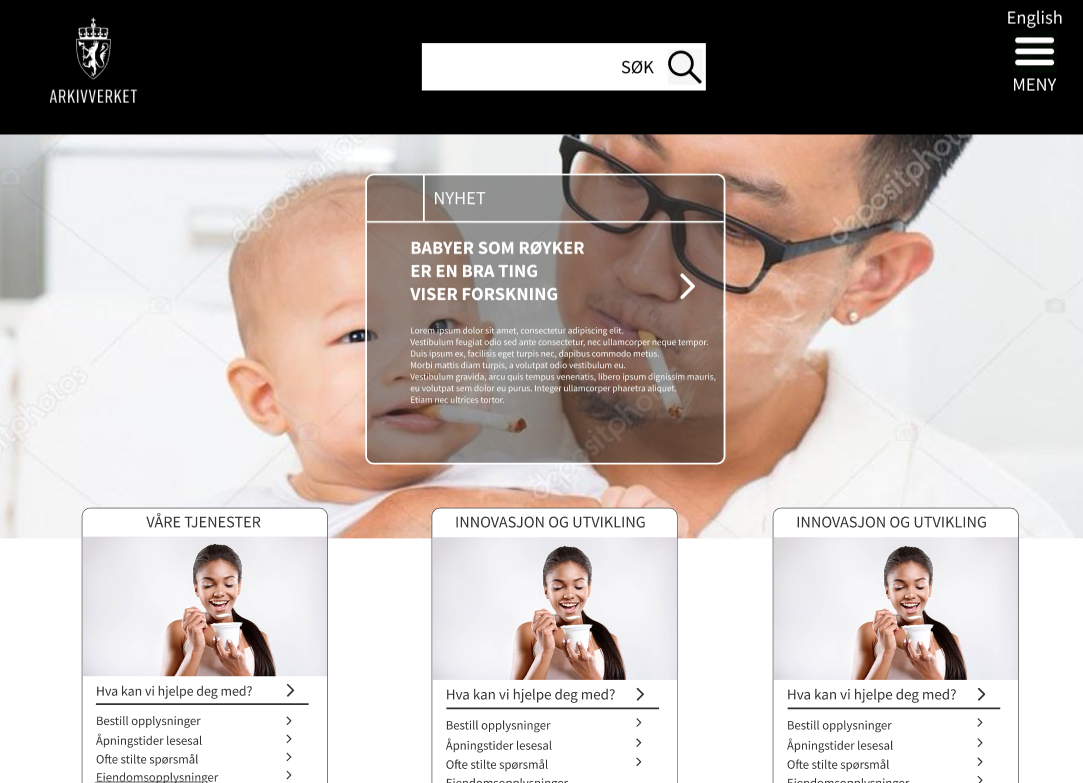 English
ARKIVVERKET
SØK
MENY
NYHET
BABYER SOM RØYKER
ER EN BRA TING
VISER FORSKNING
Lorem ipsum dolor sit amet, consectetur adipiscing elit.
Vestibulum feugiat odio sed ante consectetur, nec ullamcorper neque tempor.
Duis ipsum ex, facilisis eget turpis nec, dapibus commodo metus.
Morbi mattis diam turpis, a volutpat odio vestibulum eu.
Vestibulum gravida, arcu quis tempus venenatis, libero ipsum dignissim mauris,
eu volutpat sem dolor eu purus. Integer ullamcorper pharetra aliquet.
Etiam nec ultrices tortor.
depositphotos
depositphotos
depositphotos
depositphotos
VÅRE TJENESTER
Hva kan vi hjelpe deg med?
Bestill opplysninger
Åpningstider lesesal
Ofte stilte spørsmål
Eiendomsopplysninger
INNOVASJON OG UTVIKLING
Hva kan vi hjelpe deg med?
Bestill opplysninger
Åpningstider lesesal
Ofte stilte spørsmål
Eiendomsopplysninger
INNOVASJON OG UTVIKLING
Hva kan vi hjelpe deg med?
Bestill opplysninger
Åpningstider lesesal
Ofte stilte spørsmål
Eiendomsopplysninger